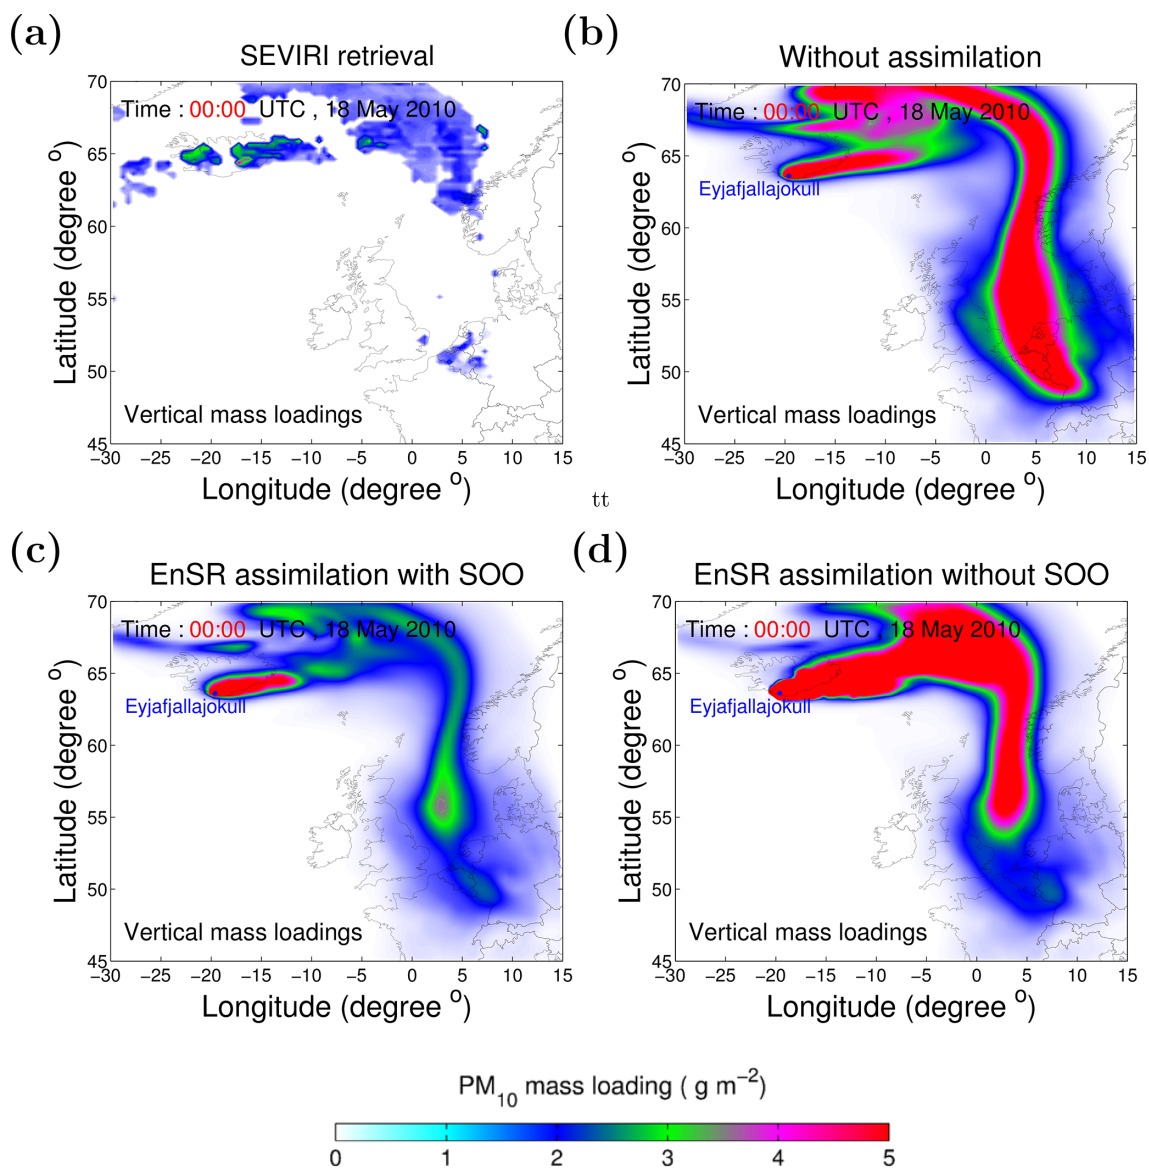 (a)
SEVIRI retrieval
Time : 00:00 UTC , 18 May 2010
Vertical mass loadings
70
65
60
55
50
45
−30 −25 −20 −15 −10 −5 0 5 10 15
Latitude (degree °)
Longitude (degree °)
(b)
Without assimilation
Time : 00:00 UTC , 18 May 2010
Eyjafjallajokull
Vertical mass loadings
70
65
60
55
50
45
−30 −25 −20 −15 −10 −5 0 5 10 15
Latitude (degree °)
Longitude (degree °)
tt
(c)
EnSR assimilation with SOO
Time : 00:00 UTC , 18 May 2010
Eyjafjallajokull
Vertical mass loadings
70
65
60
55
50
45
−30 −25 −20 −15 −10 −5 0 5 10 15
Latitude (degree °)
Longitude (degree °)
(d)
EnSR assimilation without SOO
Time : 00:00 UTC , 18 May 2010
Eyjafjallajokull
Vertical mass loadings
70
65
60
55
50
45
−30 −25 −20 −15 −10 −5 0 5 10 15
Latitude (degree °)
Longitude (degree °)
PM₁₀ mass loading ( g m⁻²)
0 1 2 3 4 5